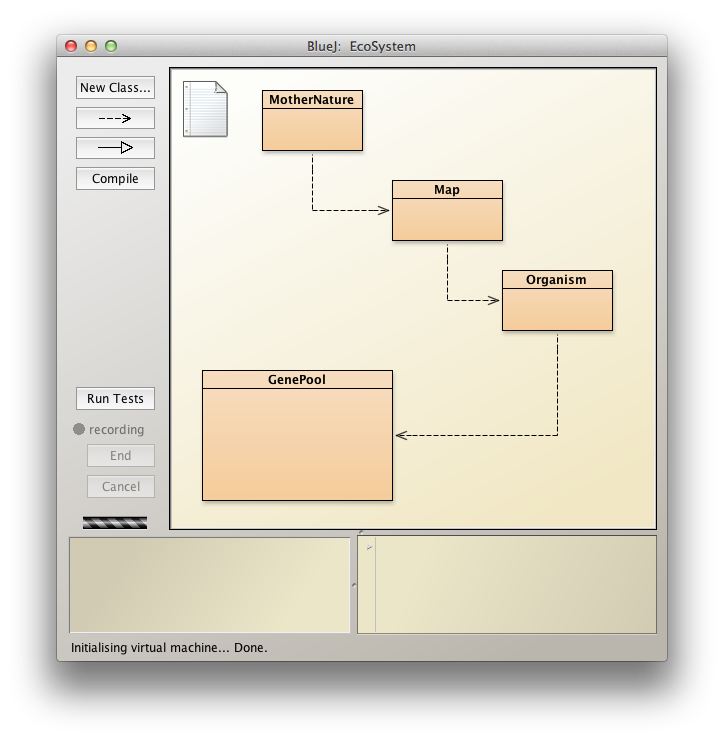 BlueJ:  EcoSystem
New Class...
Compile
MotherNature
Map
Organism
GenePool
Run Tests
recording
End
Cancel
Initialising virtual machine... Done.